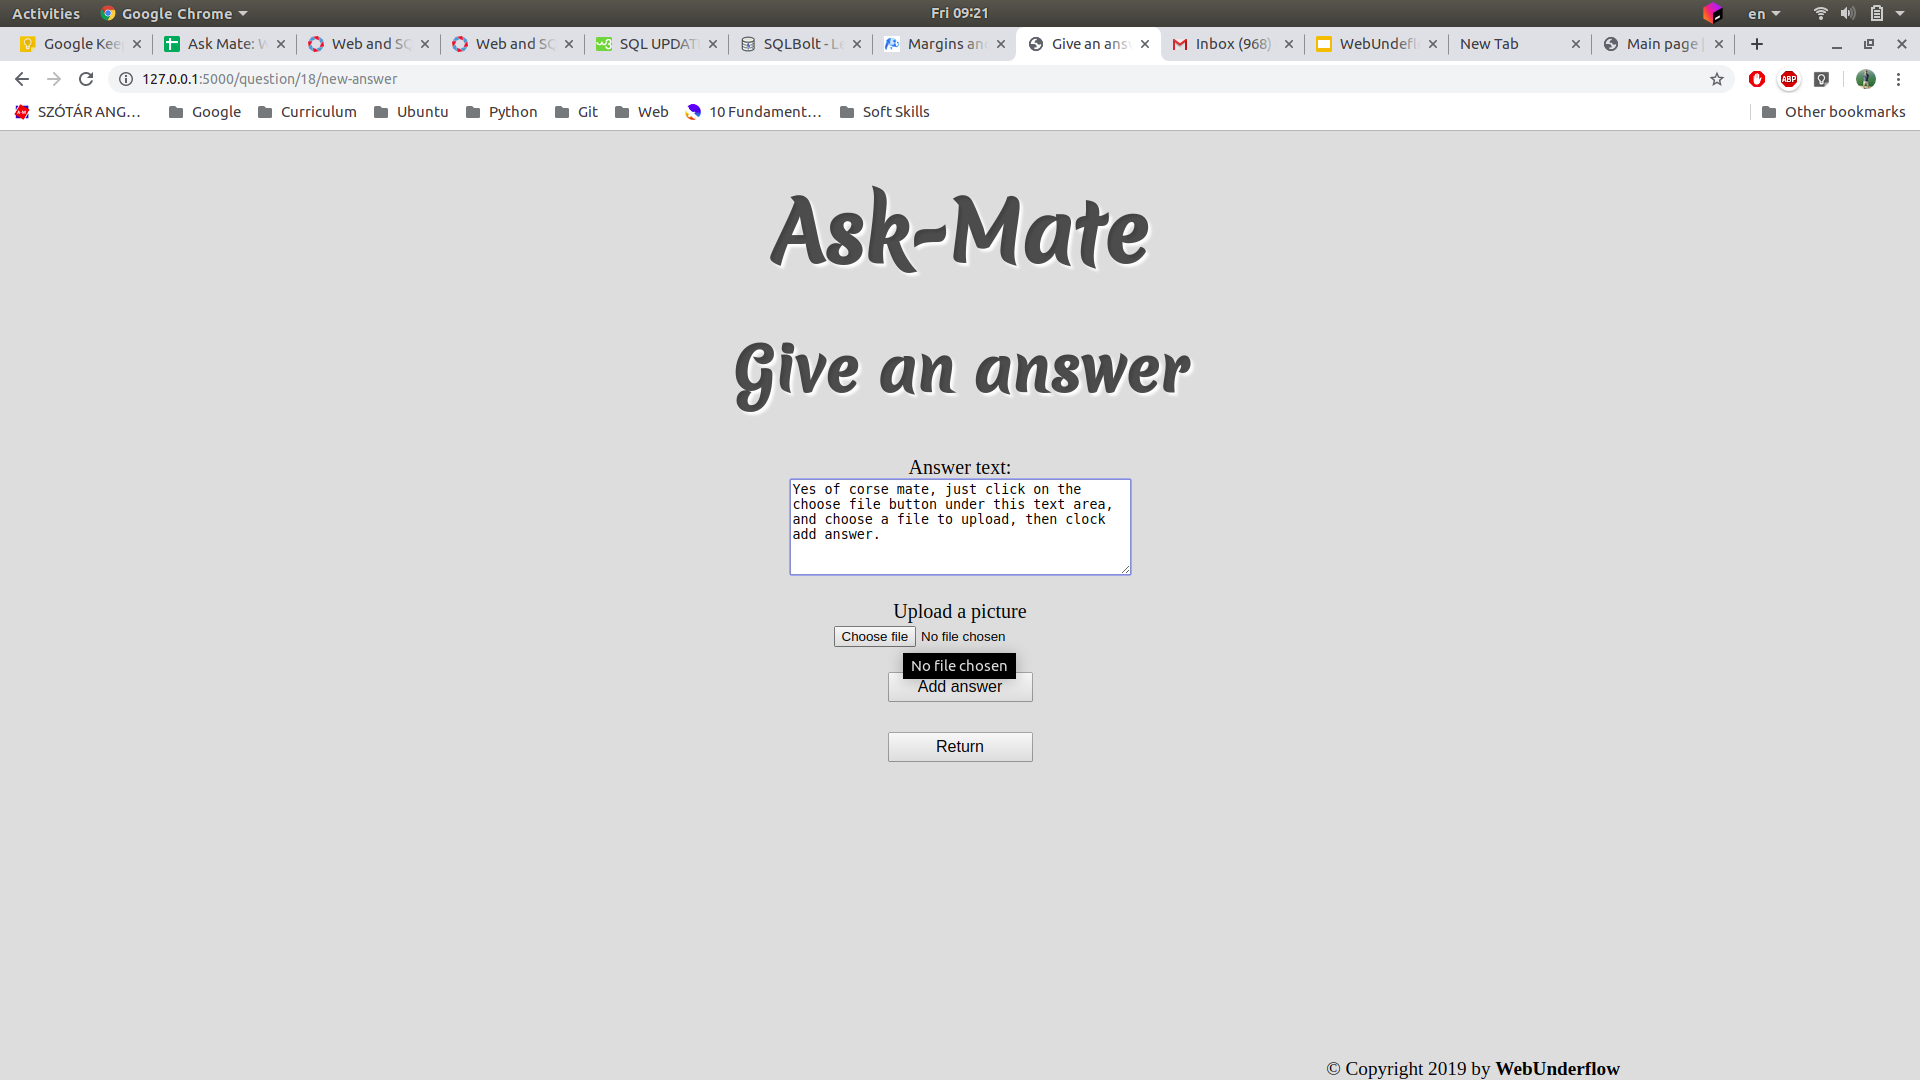 Activities Google Chrome Fri 09:21 en
Google Kee Ask Mate: Web and SQ Web and SQ SQL UPDAT SQLBolt - Le Margins an Give an ans Inbox (968) WebUndefl New Tab Main page
127.0.0.1:5000/question/18/new-answer ABP
SZÓTÁR ANG... Google Curriculum Ubuntu Python Git Web 10 Fundament... Soft Skills Other bookmarks
Ask-Mate
Give an answer
Answer text:
Yes of corse mate, just click on the
choose file button under this text area,
and choose a file to upload, then clock
add answer.
Upload a picture
Choose file No file chosen
No file chosen
Add answer
Return
© Copyright 2019 by WebUnderflow